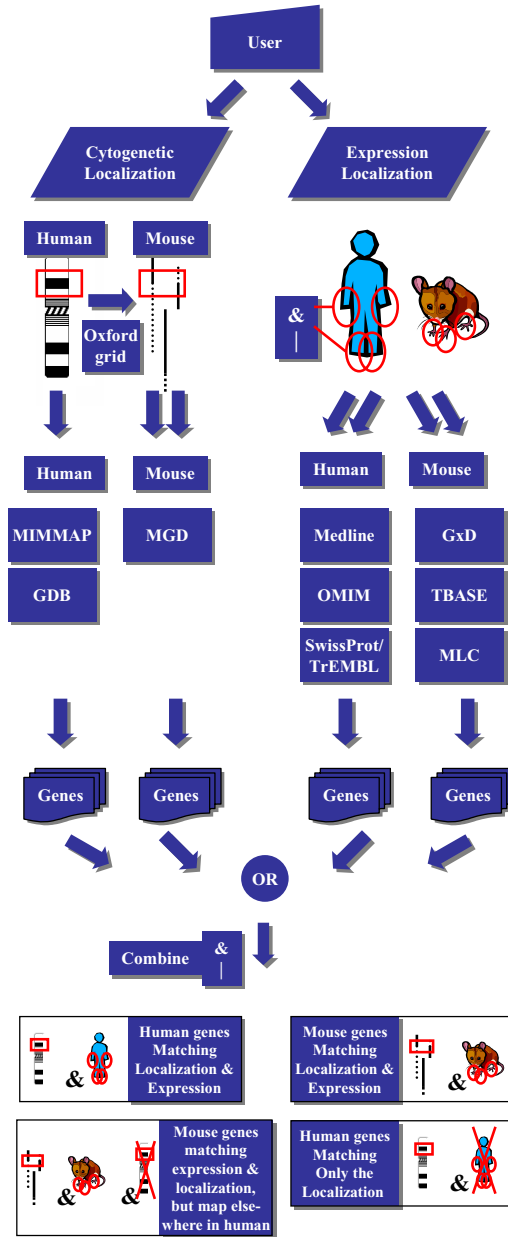 User
Cytogenetic
Localization
Expression
Localization
Human
Mouse
Oxford
grid
&
|
Human
Mouse
Human
Mouse
MIMMAP
MGD
Medline
GxD
GDB
OMIM
TBASE
SwissProt/
TrEMBL
MLC
Genes
Genes
Genes
Genes
OR
Combine
&
|
&
Human genes
Matching
Localization &
Expression
Mouse genes
Matching
Localization &
Expression
&
&
&
Mouse genes
matching
expression &
localization,
but map else-
where in human
Human genes
Matching
Only the
Localization
&